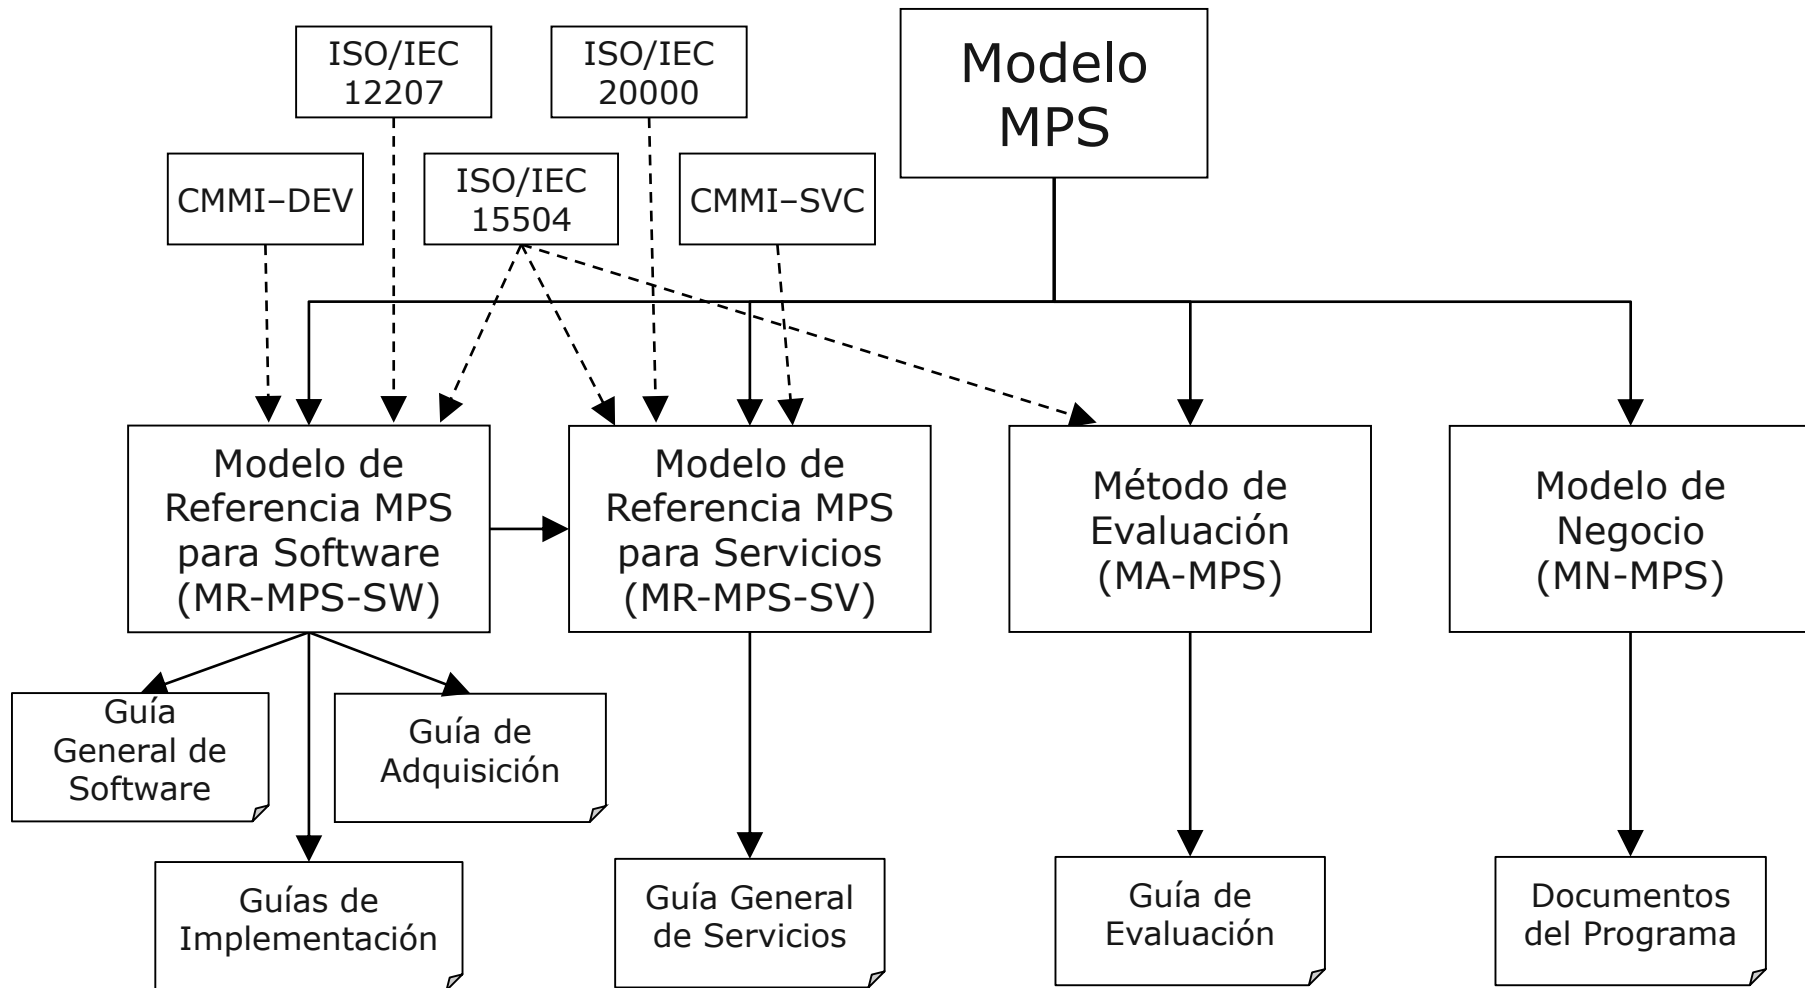 ISO/IEC
12207
ISO/IEC
20000
Modelo
MPS
CMMI–DEV
ISO/IEC
15504
CMMI–SVC
Modelo de
Referencia MPS
para Software
(MR-MPS-SW)
Modelo de
Referencia MPS
para Servicios
(MR-MPS-SV)
Método de
Evaluación
(MA-MPS)
Modelo de
Negocio
(MN-MPS)
Guía
General de
Software
Guía de
Adquisición
Guías de
Implementación
Guía General
de Servicios
Guía de
Evaluación
Documentos
del Programa